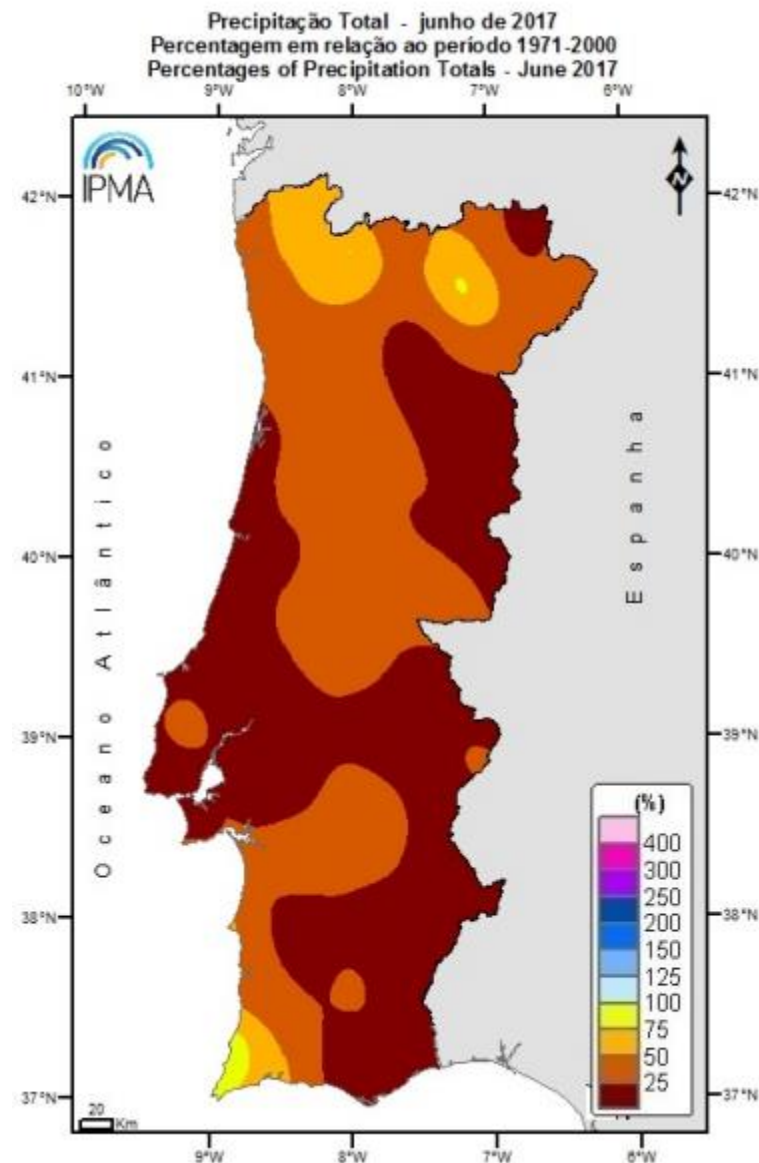 Precipitação Total - junho de 2017
Percentagem em relação ao período 1971-2000
Percentages of Precipitation Totals - June 2017
10°W 9°W 8°W 7°W 6°W
IPMA
N
42°N 42°N
41°N 41°N
40°N 40°N
39°N 39°N
38°N 38°N
37°N 37°N
Oceano Atlântico
Espanha
(%)
400
300
250
200
150
125
100
75
50
25
20
Km
9°W 8°W 7°W 6°W